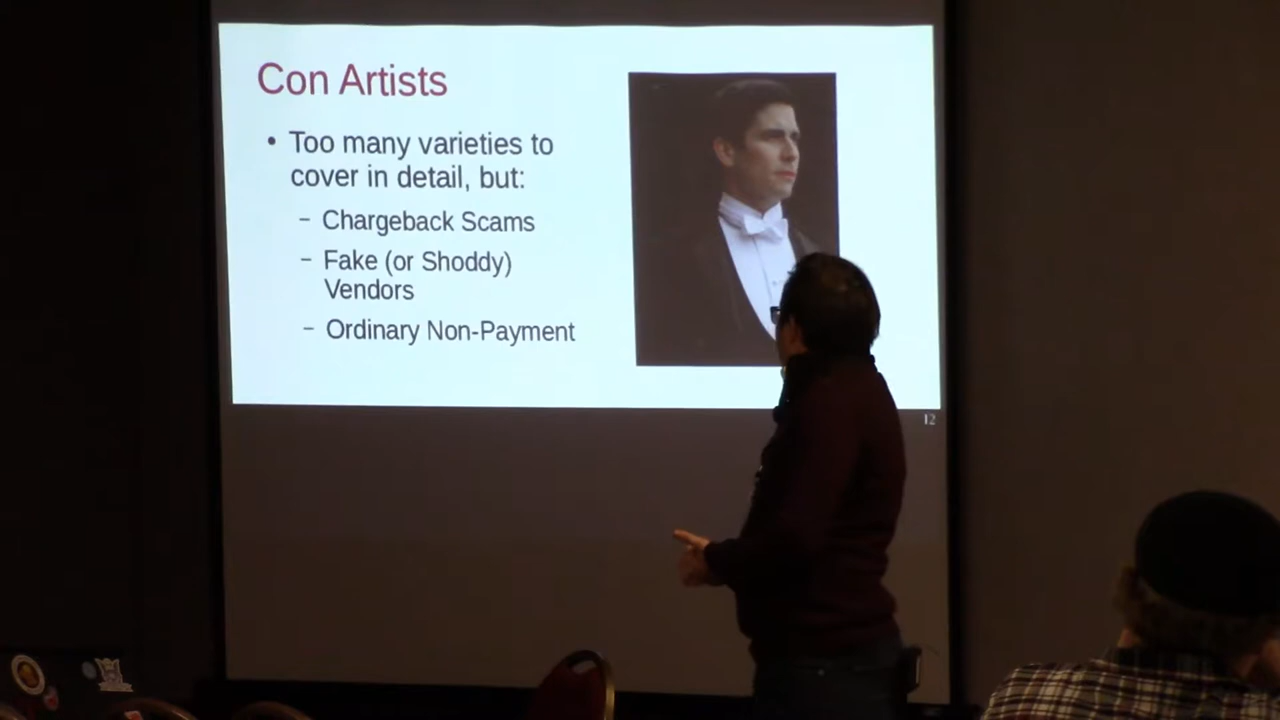 Con Artists
• Too many varieties to
cover in detail, but:
– Chargeback Scams
– Fake (or Shoddy)
Vendors
– Ordinary Non-Payment
12